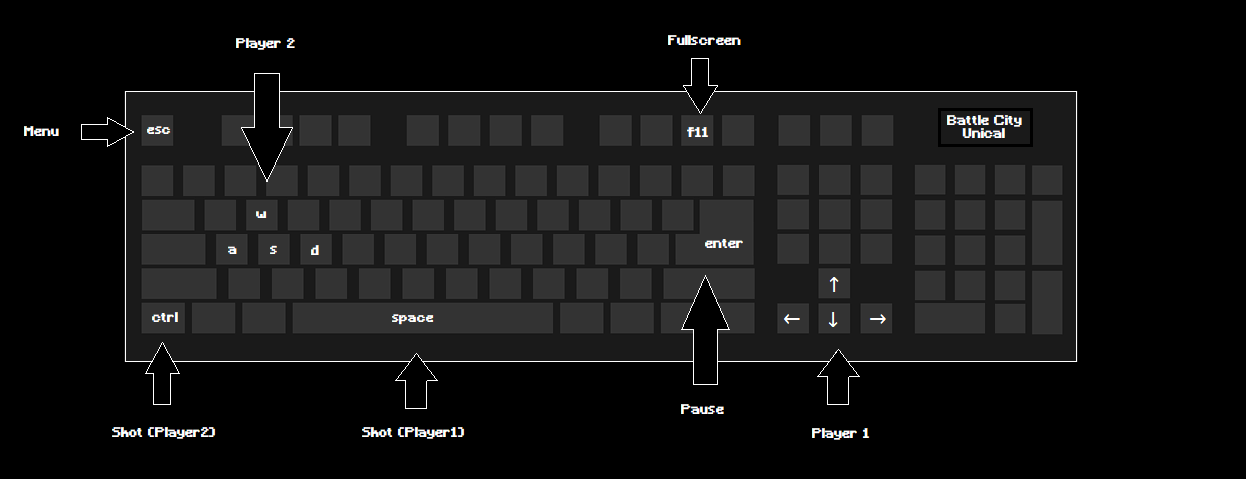 Player 2
Fullscreen
Menu
esc
f11
Battle City
Unical
w
a s d
enter
↑
ctrl
space
← ↓ →
Pause
Shot (Player2)
Shot (Player1)
Player 1